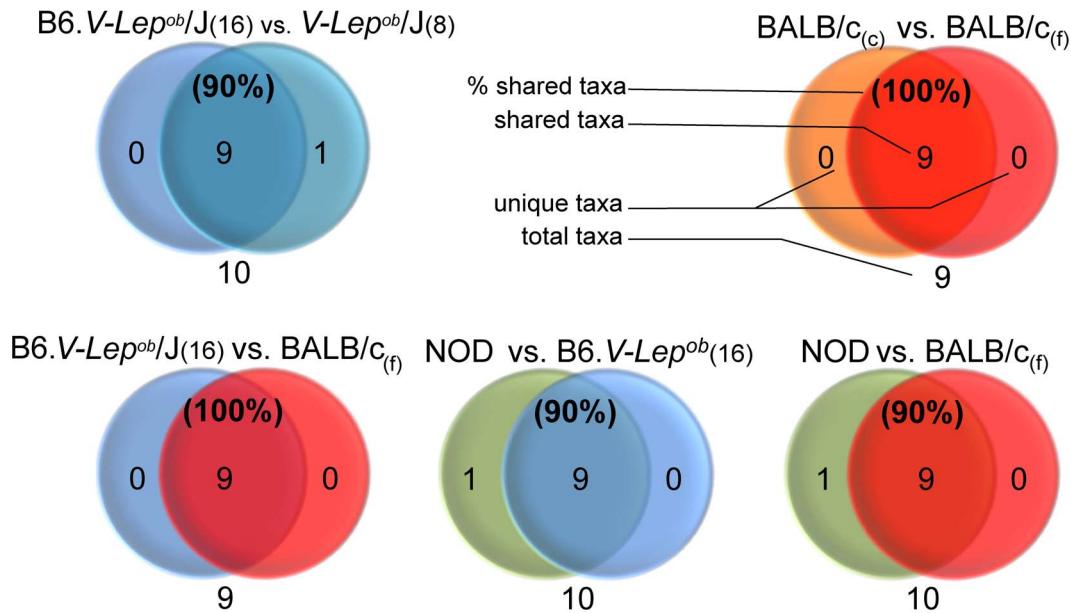 B6.V-Lepᵒᵇ/J(16) vs. V-Lepᵒᵇ/J(8)
(90%)
0 9 1
10
BALB/c(c) vs. BALB/c(f)
% shared taxa
(100%)
shared taxa
0 9 0
unique taxa
total taxa
9
B6.V-Lepᵒᵇ/J(16) vs. BALB/c(f)
(100%)
0 9 0
9
NOD vs. B6.V-Lepᵒᵇ(16)
(90%)
1 9 0
10
NOD vs. BALB/c(f)
(90%)
1 9 0
10